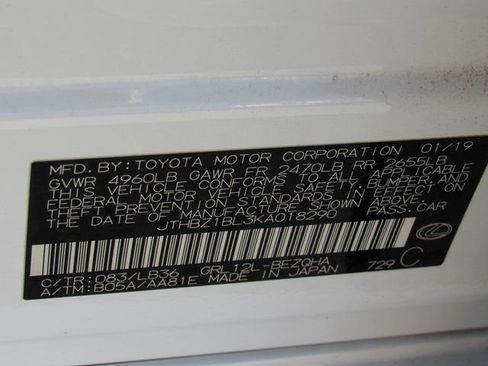 MFD. BY: TOYOTA MOTOR CORPORATION 01/19
GVWR 4960LB GAWR FR 2470LB RR 2655LB
THIS VEHICLE CONFORMS TO ALL APPLICABLE
FEDERAL MOTOR VEHICLE SAFETY, BUMPER, AND
THEFT PREVENTION STANDARDS IN EFFECT ON
THE DATE OF MANUFACTURE SHOWN ABOVE.
JTHBZ1BL5KA018290 PASS. CAR
C/TR: 083/LB36 GRL12L-BEZQHA
A/TM: B05A/AA81E MADE IN JAPAN 729 C